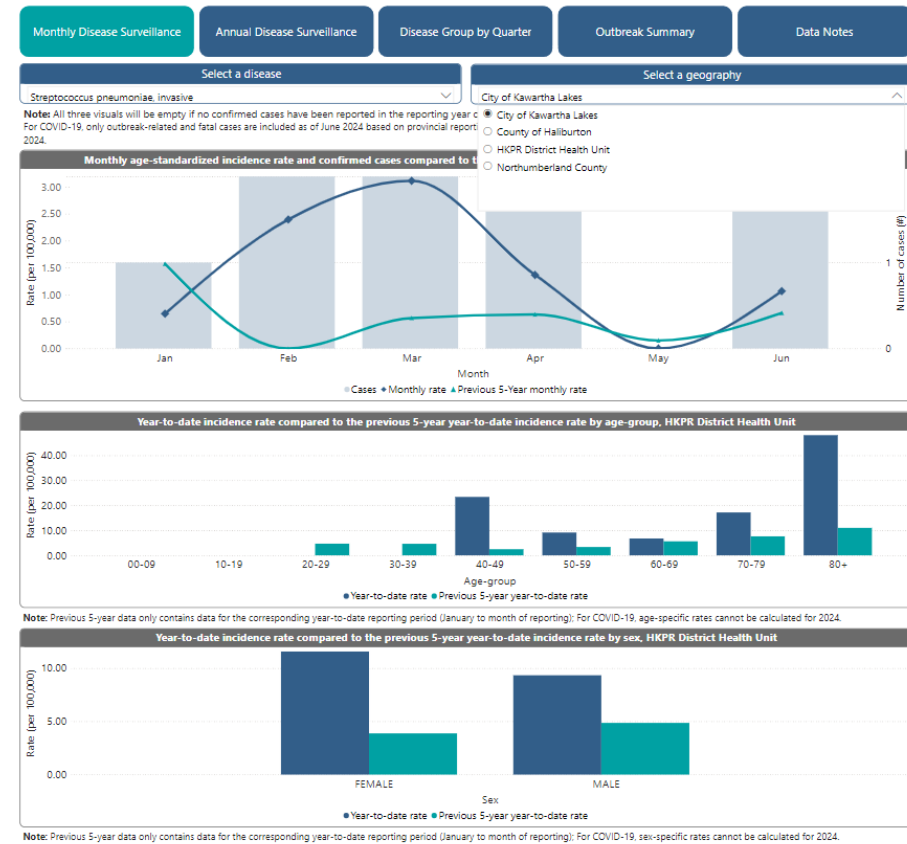 Monthly Disease Surveillance
Annual Disease Surveillance
Disease Group by Quarter
Outbreak Summary
Data Notes
Select a disease
Select a geography
Streptococcus pneumoniae, invasive
City of Kawartha Lakes
City of Kawartha Lakes
County of Haliburton
HKPR District Health Unit
Northumberland County
Note: All three visuals will be empty if no confirmed cases have been reported in the reporting year
For COVID-19, only outbreak-related and fatal cases are included as of June 2024 based on provincial
2024.
Monthly age-standardized incidence rate and confirmed cases compared to
Rate (per 100,000)
3.00
2.50
2.00
1.50
1.00
0.50
0.00
Number of cases (#)
1
0
Jan Feb Mar Apr May Jun
Month
Cases Monthly rate Previous 5-Year monthly rate
Year-to-date incidence rate compared to the previous 5-year year-to-date incidence rate by age-group, HKPR District Health Unit
Rate (per 100,000)
40.00
30.00
20.00
10.00
0.00
00-09 10-19 20-29 30-39 40-49 50-59 60-69 70-79 80+
Age-group
Year-to-date rate Previous 5-year year-to-date rate
Note: Previous 5-year data only contains data for the corresponding year-to-date reporting period (January to month of reporting); For COVID-19, age-specific rates cannot be calculated for 2024.
Year-to-date incidence rate compared to the previous 5-year year-to-date incidence rate by sex, HKPR District Health Unit
Rate (per 100,000)
10.00
5.00
0.00
FEMALE MALE
Sex
Year-to-date rate Previous 5-year year-to-date rate
Note: Previous 5-year data only contains data for the corresponding year-to-date reporting period (January to month of reporting); For COVID-19, sex-specific rates cannot be calculated for 2024.